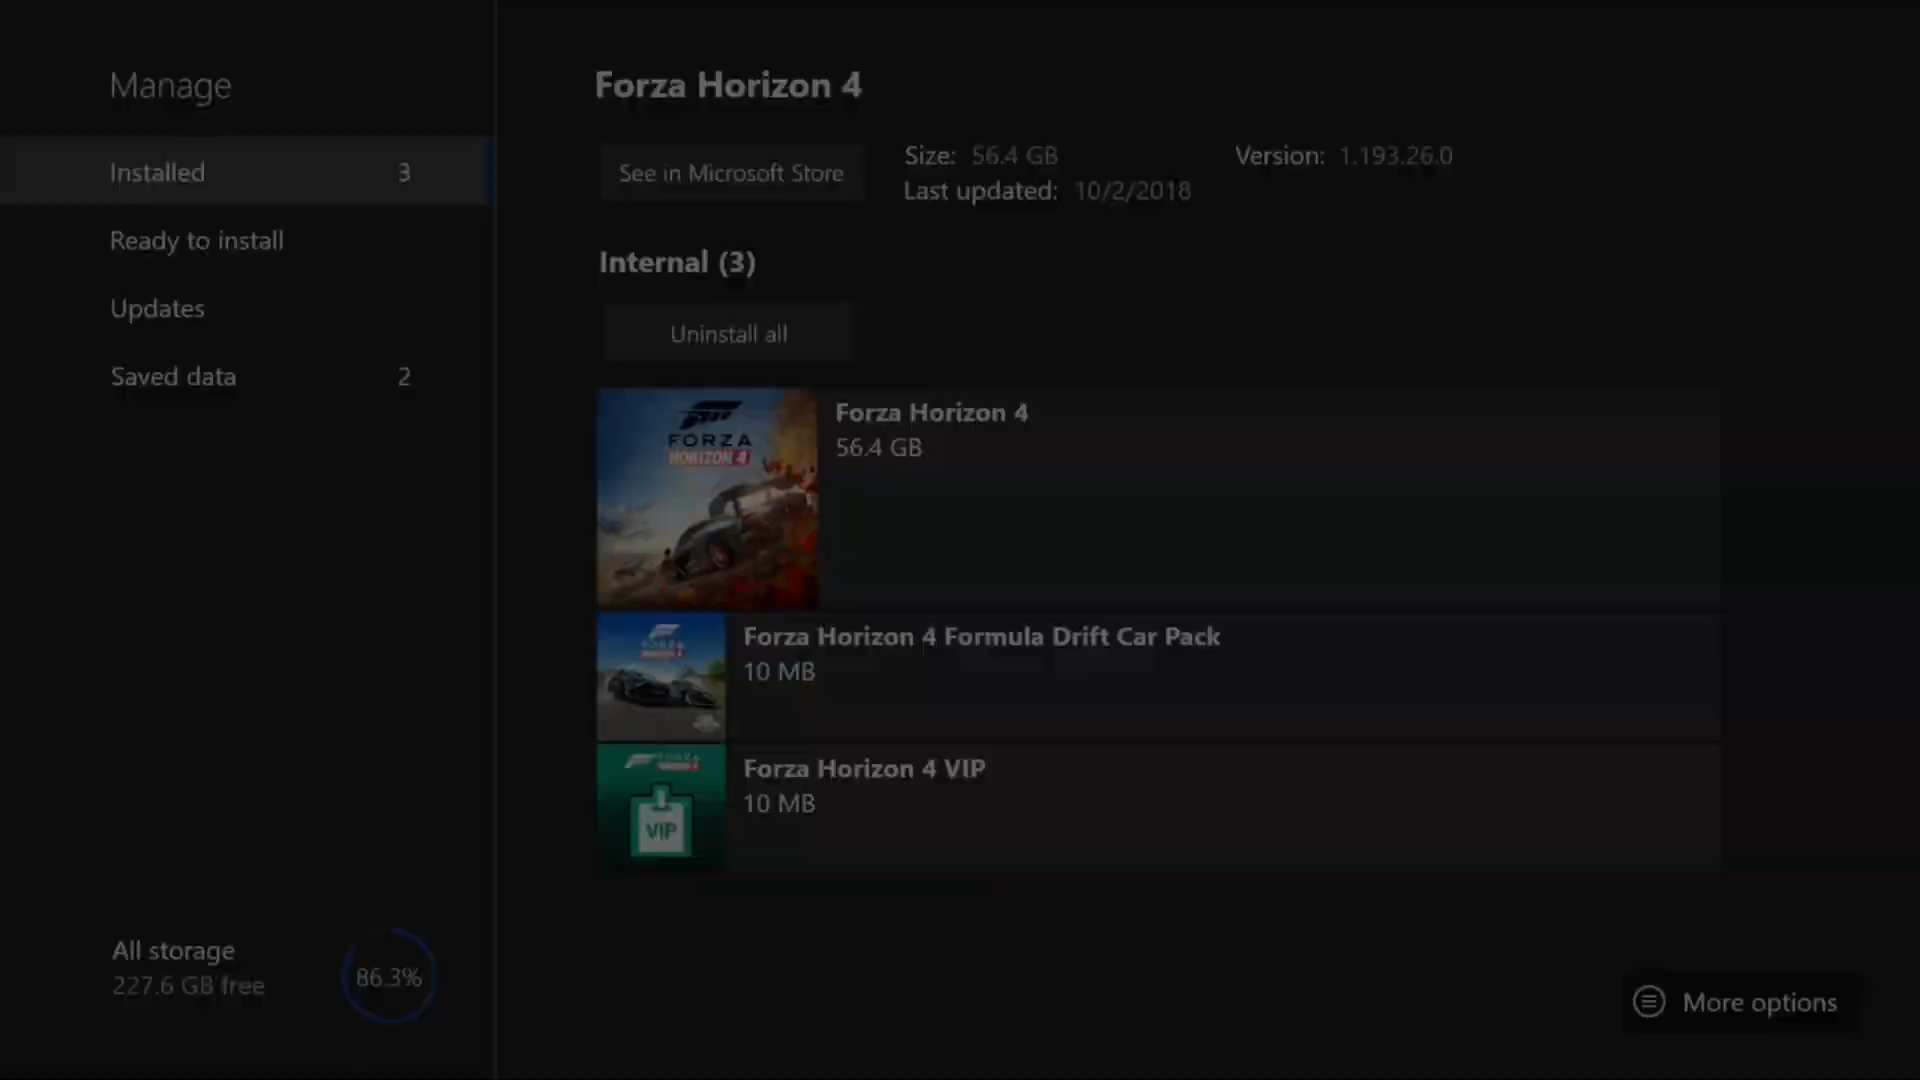 Manage
Installed 3
Ready to install
Updates
Saved data 2
All storage
227.6 GB free
86.3%
Forza Horizon 4
See in Microsoft Store
Size: 56.4 GB
Version: 1.193.26.0
Last updated: 10/2/2018
Internal (3)
Uninstall all
FORZA
HORIZON 4
Forza Horizon 4
56.4 GB
Forza Horizon 4 Formula Drift Car Pack
10 MB
VIP
Forza Horizon 4 VIP
10 MB
More options